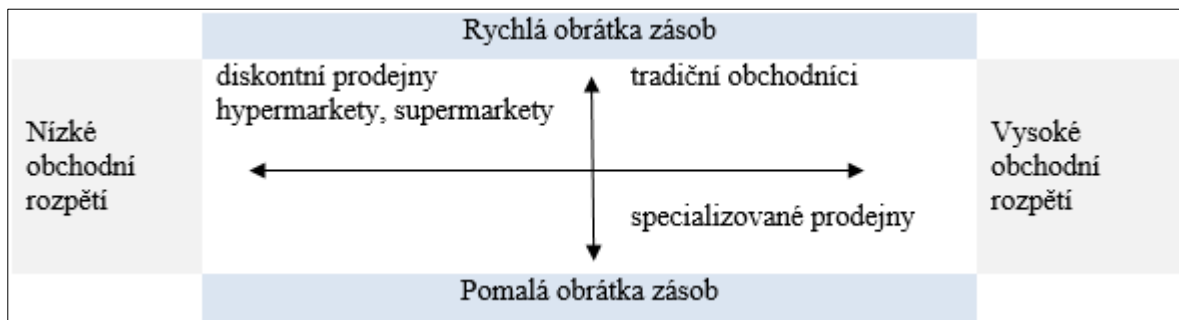 Rychlá obrátka zásob
diskontní prodejny
hypermarkety, supermarkety
tradiční obchodníci
Nízké
obchodní
rozpětí
Vysoké
obchodní
rozpětí
specializované prodejny
Pomalá obrátka zásob